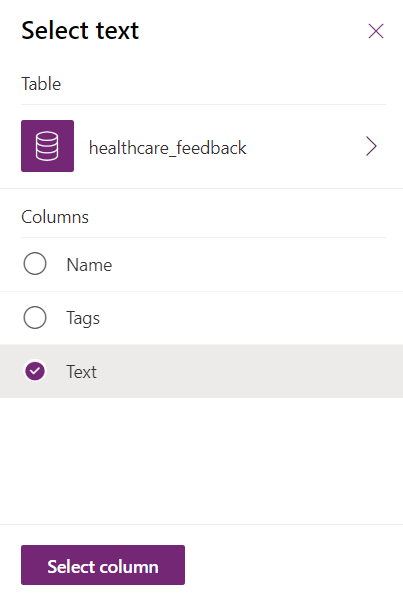 Select text
Table
healthcare_feedback
Columns
Name
Tags
Text
Select column